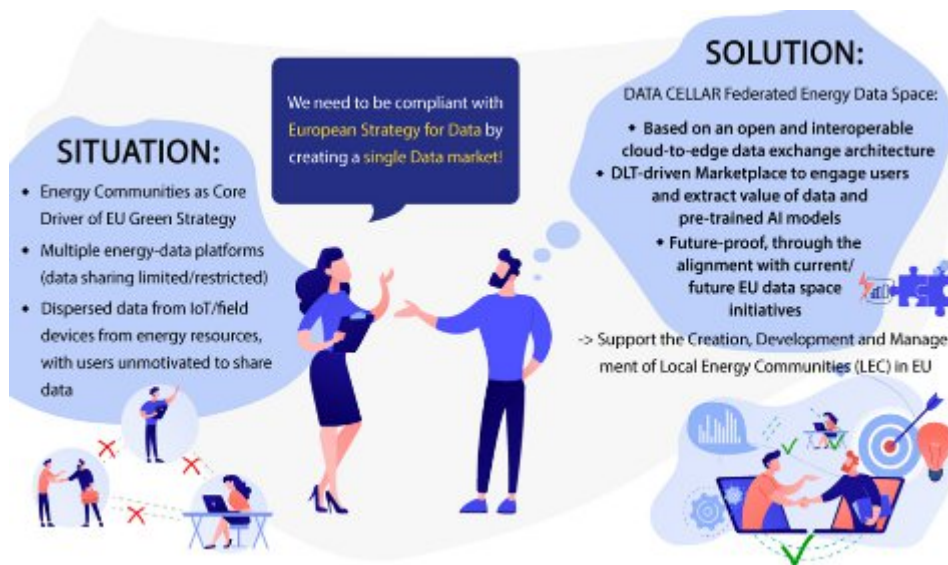 SITUATION:
• Energy Communities as Core
Driver of EU Green Strategy
• Multiple energy-data platforms
(data sharing limited/restricted)
• Dispersed data from IoT/field
devices from energy resources,
with users unmotivated to share
data
We need to be compliant with
European Strategy for Data by
creating a single Data market!
SOLUTION:
DATA CELLAR Federated Energy Data Space:
• Based on an open and interoperable
cloud-to-edge data exchange architecture
• DLT-driven Marketplace to engage users
and extract value of data and
pre-trained AI models
• Future-proof, through the
alignment with current/
future EU data space
initiatives
-> Support the Creation, Development and Manage
ment of Local Energy Communities (LEC) in EU